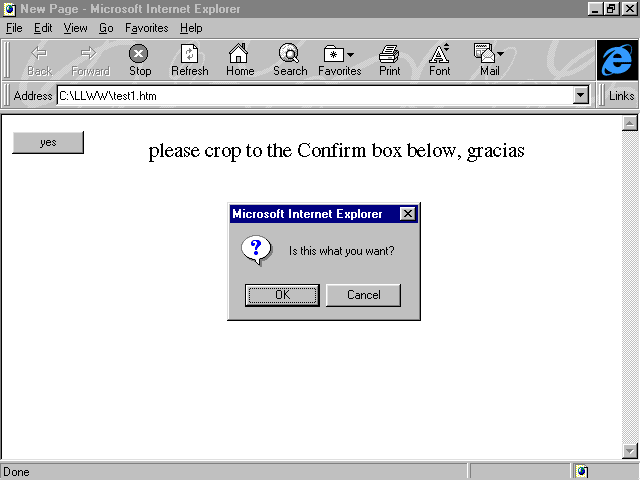 New Page - Microsoft Internet Explorer
File Edit View Go Favorites Help
Back Forward Stop Refresh Home Search Favorites Print Font Mail
Address C:\LLWW\test1.htm Links
yes
please crop to the Confirm box below, gracias
Microsoft Internet Explorer
? Is this what you want?
OK Cancel
Done